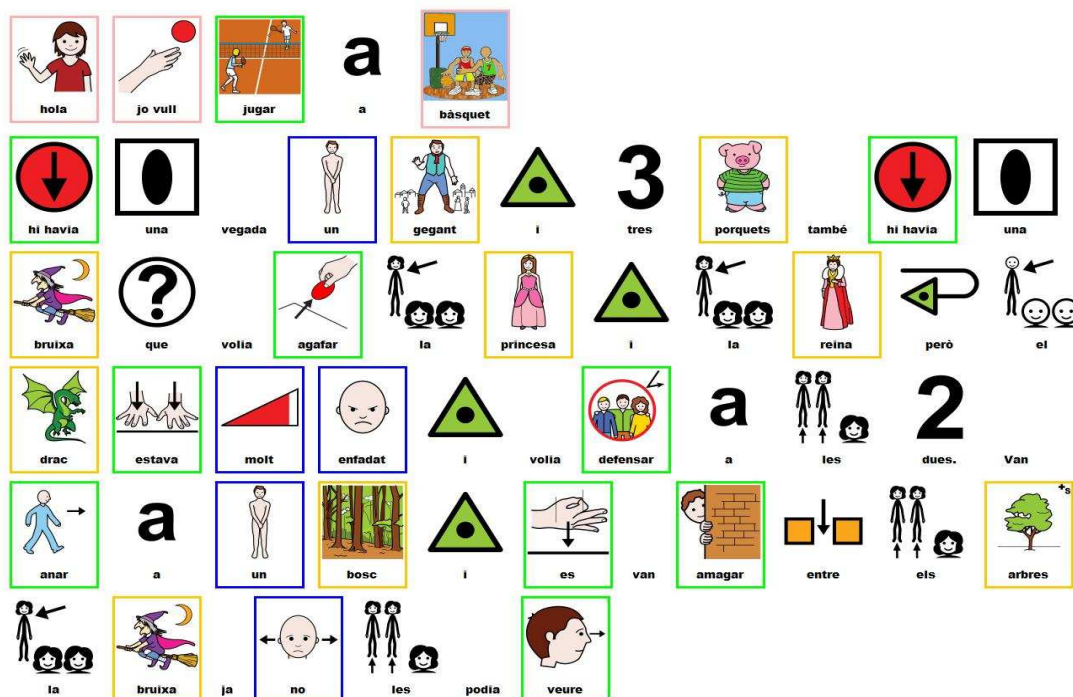 a
hola jo vull jugar a bàsquet
3
hi havia una vegada un gegant i tres porquets també hi havia una
?
bruixa que volia agafar la princesa i la reina però el
a 2
drac estava molt enfadat i volia defensar a les dues. Van
a +s
anar a un bosc i es van amagar entre els arbres
la bruixa ja no les podia veure